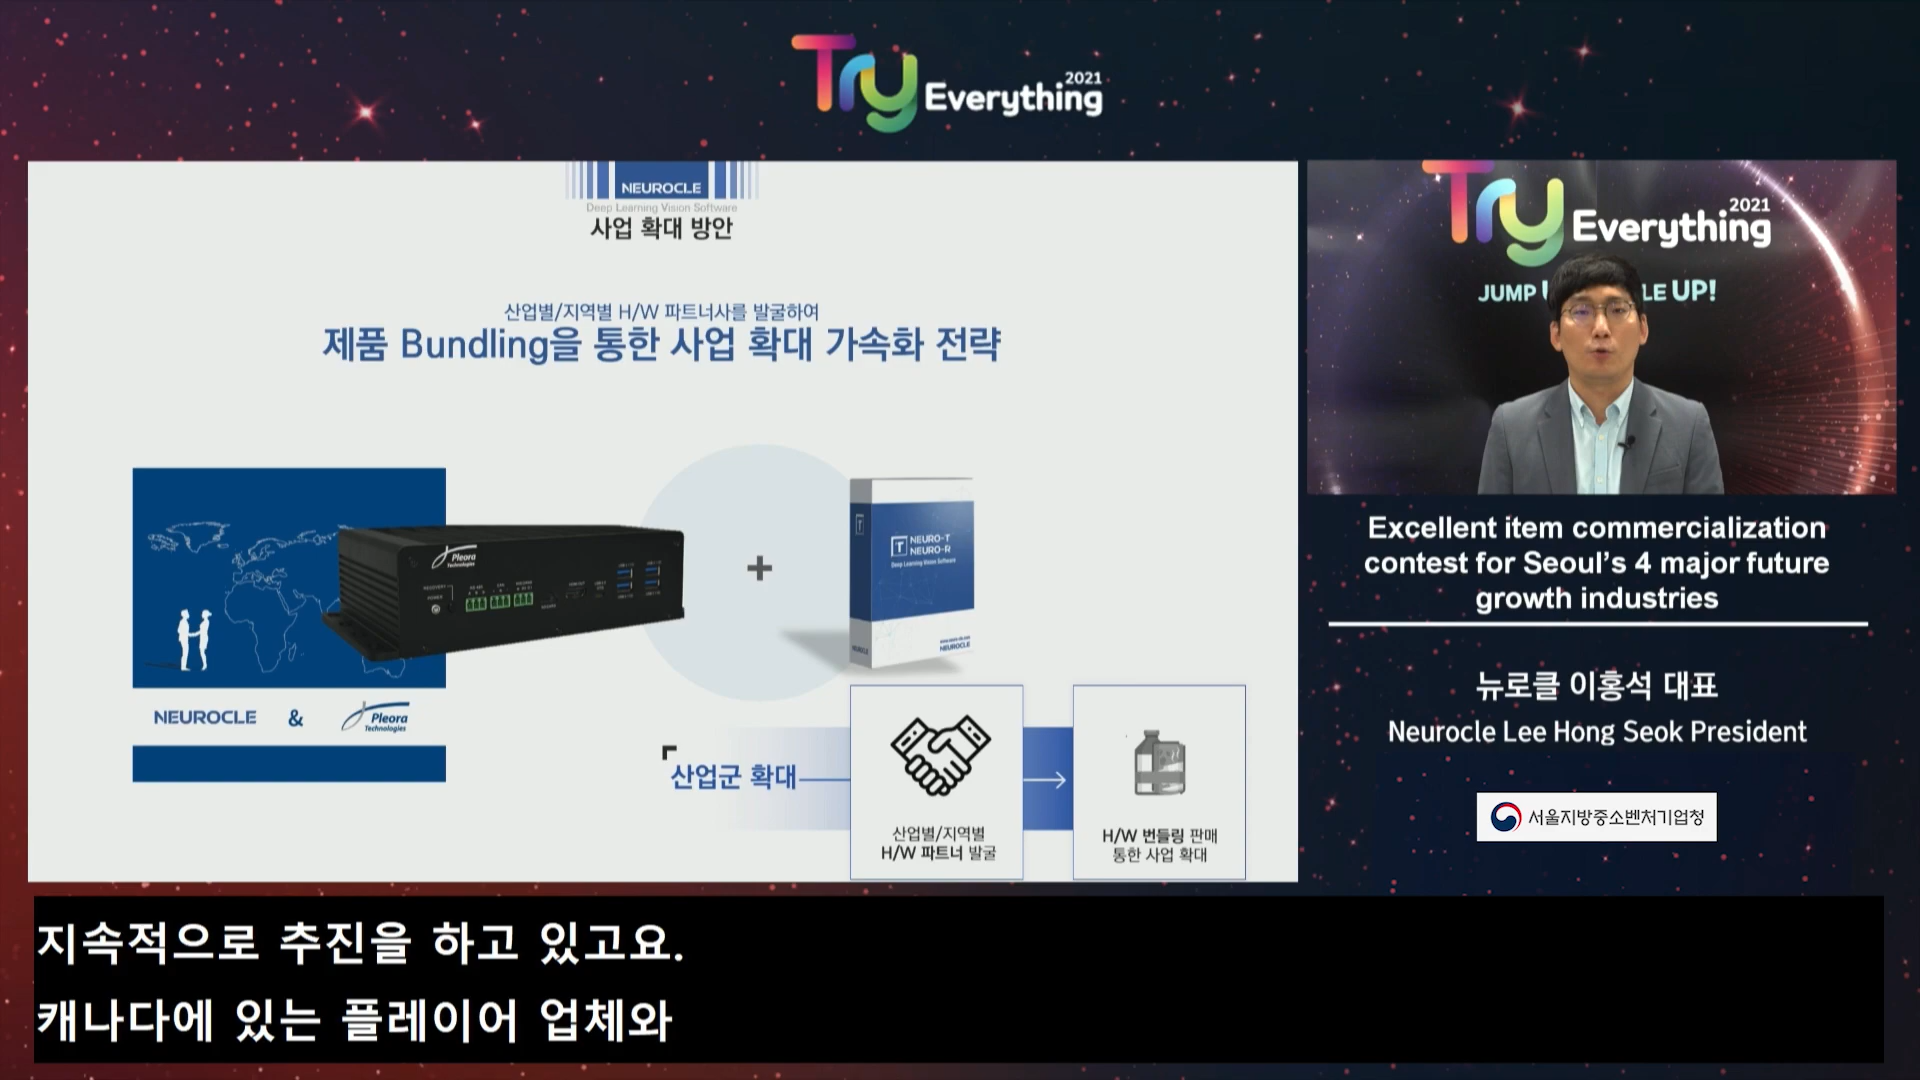 Try
2021
Everything
NEUROCLE
Deep Learning Vision Software
사업 확대 방안
산업별/지역별 H/W 파트너사를 발굴하여
제품 Bundling을 통한 사업 확대 가속화 전략
Pleora
Technologies
+
NEURO-T
NEURO-R
Deep Learning Vision Software
NEUROCLE
NEUROCLE & Pleora
Technologies
산업군 확대
산업별/지역별
H/W 파트너 발굴
H/W 번들링 판매
통한 사업 확대
Try
2021
Everything
JUMP U LE UP!
Excellent item commercialization
contest for Seoul's 4 major future
growth industries
뉴로클 이홍석 대표
Neurocle Lee Hong Seok President
서울지방중소벤처기업청
지속적으로 추진을 하고 있고요.
캐나다에 있는 플레이어 업체와